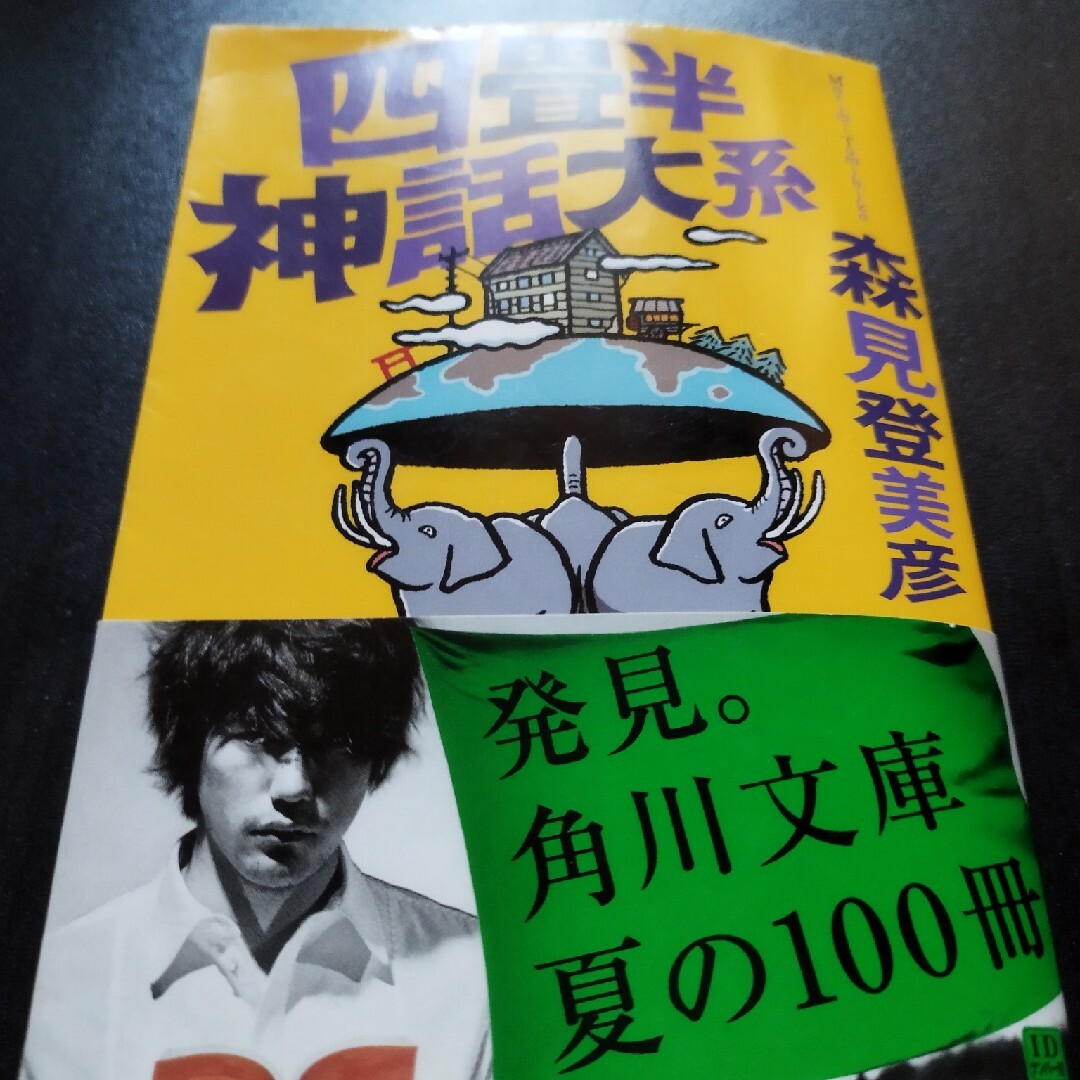 四畳半
神話大系
森見登美彦
発見。
角川文庫
夏の100冊
ID